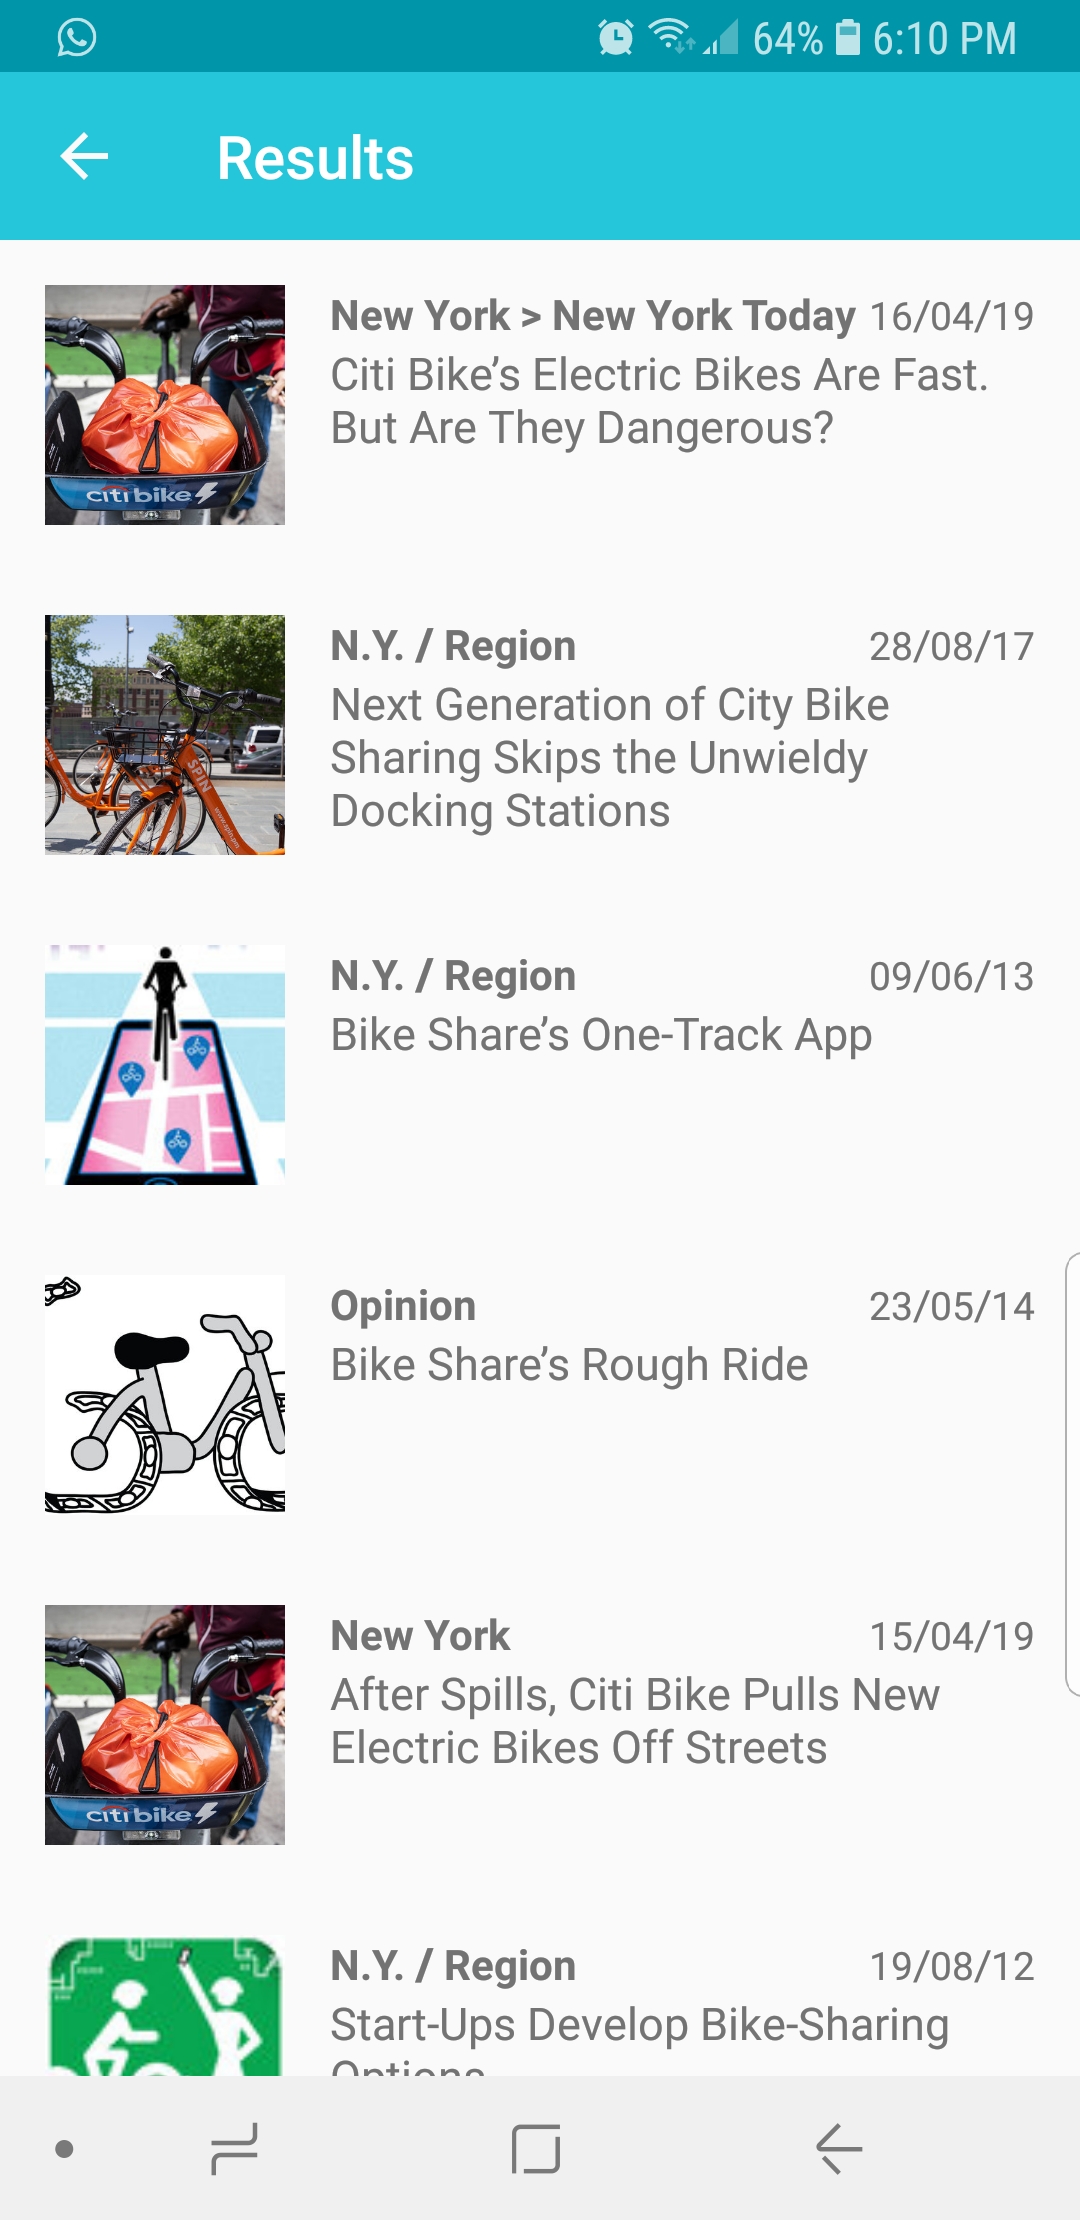 64% 6:10 PM
Results
New York > New York Today 16/04/19
Citi Bike’s Electric Bikes Are Fast.
But Are They Dangerous?
citi bike
N.Y. / Region 28/08/17
Next Generation of City Bike
Sharing Skips the Unwieldy
Docking Stations
SPIN
N.Y. / Region 09/06/13
Bike Share’s One-Track App
Opinion 23/05/14
Bike Share’s Rough Ride
New York 15/04/19
After Spills, Citi Bike Pulls New
Electric Bikes Off Streets
citi bike
N.Y. / Region 19/08/12
Start-Ups Develop Bike-Sharing
Options